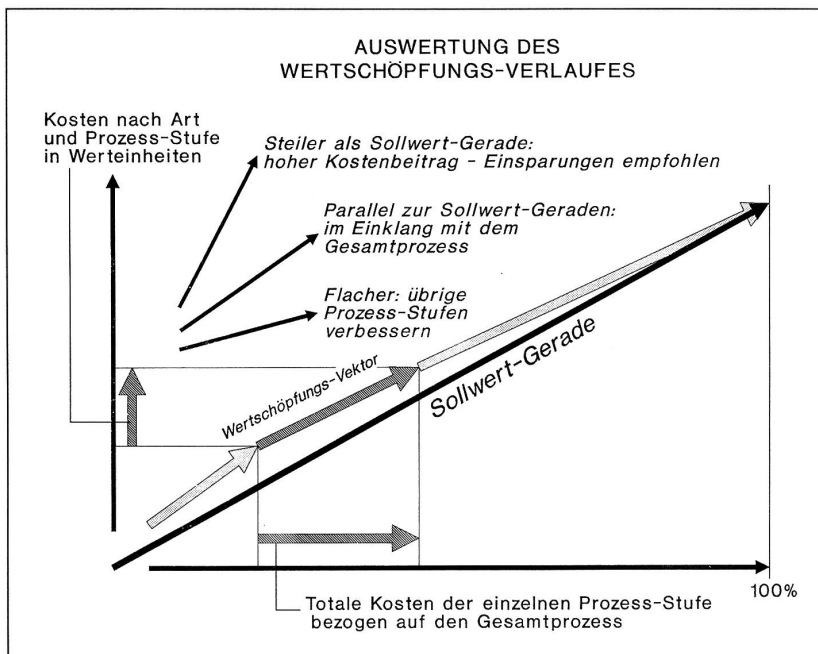 AUSWERTUNG DES
WERTSCHÖPFUNGS-VERLAUFES
Kosten nach Art
und Prozess-Stufe
in Werteinheiten
Steiler als Sollwert-Gerade:
hoher Kostenbeitrag - Einsparungen empfohlen
Parallel zur Sollwert-Geraden:
im Einklang mit dem
Gesamtprozess
Flacher: übrige
Prozess-Stufen
verbessern
Wertschöpfungs-Vektor
Sollwert-Gerade
100%
Totale Kosten der einzelnen Prozess-Stufe
bezogen auf den Gesamtprozess